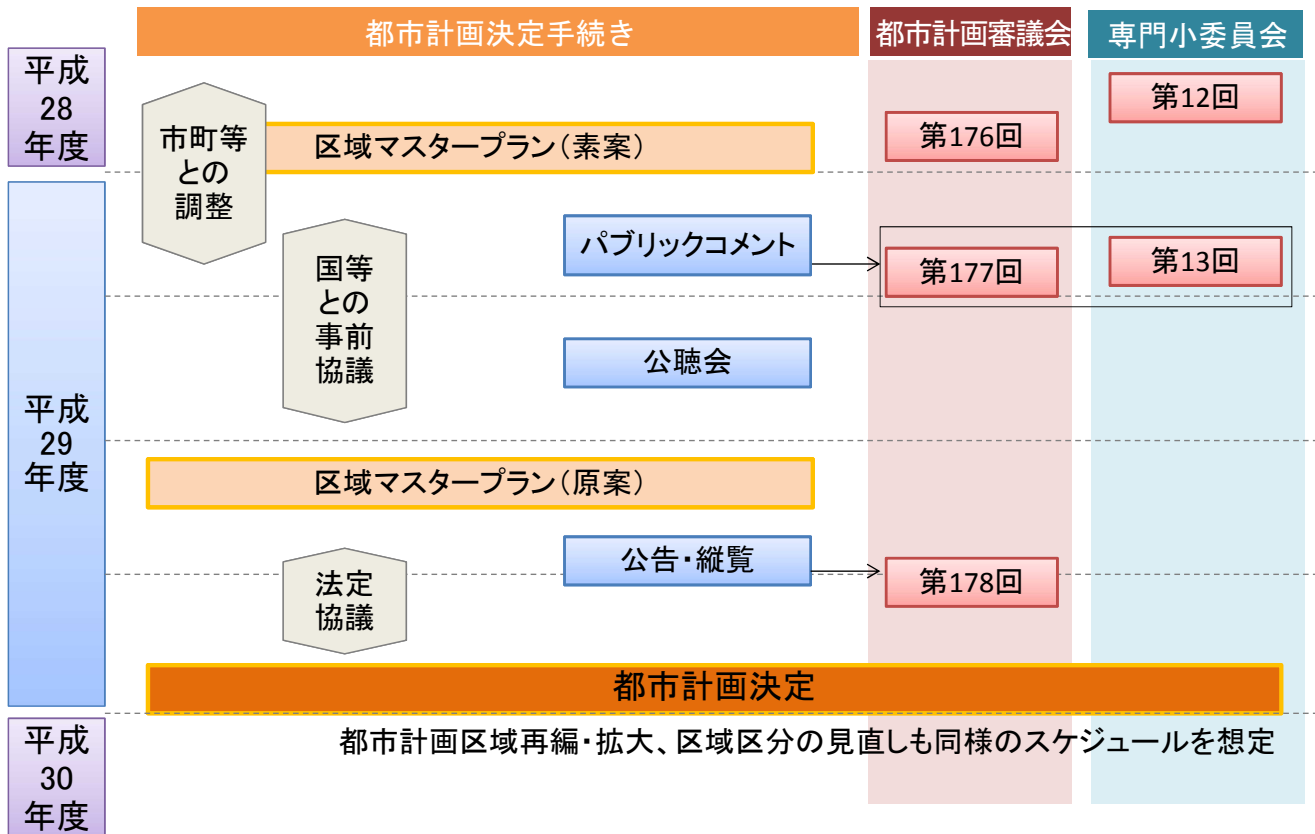 都市計画決定手続き
都市計画審議会
専門小委員会
平成
28
年度
市町等
との
調整
区域マスタープラン（素案）
第176回
第12回
平成
29
年度
国等
との
事前
協議
パブリックコメント
第177回
第13回
公聴会
区域マスタープラン（原案）
法定
協議
公告・縦覧
第178回
都市計画決定
平成
30
年度
都市計画区域再編・拡大、区域区分の見直しも同様のスケジュールを想定